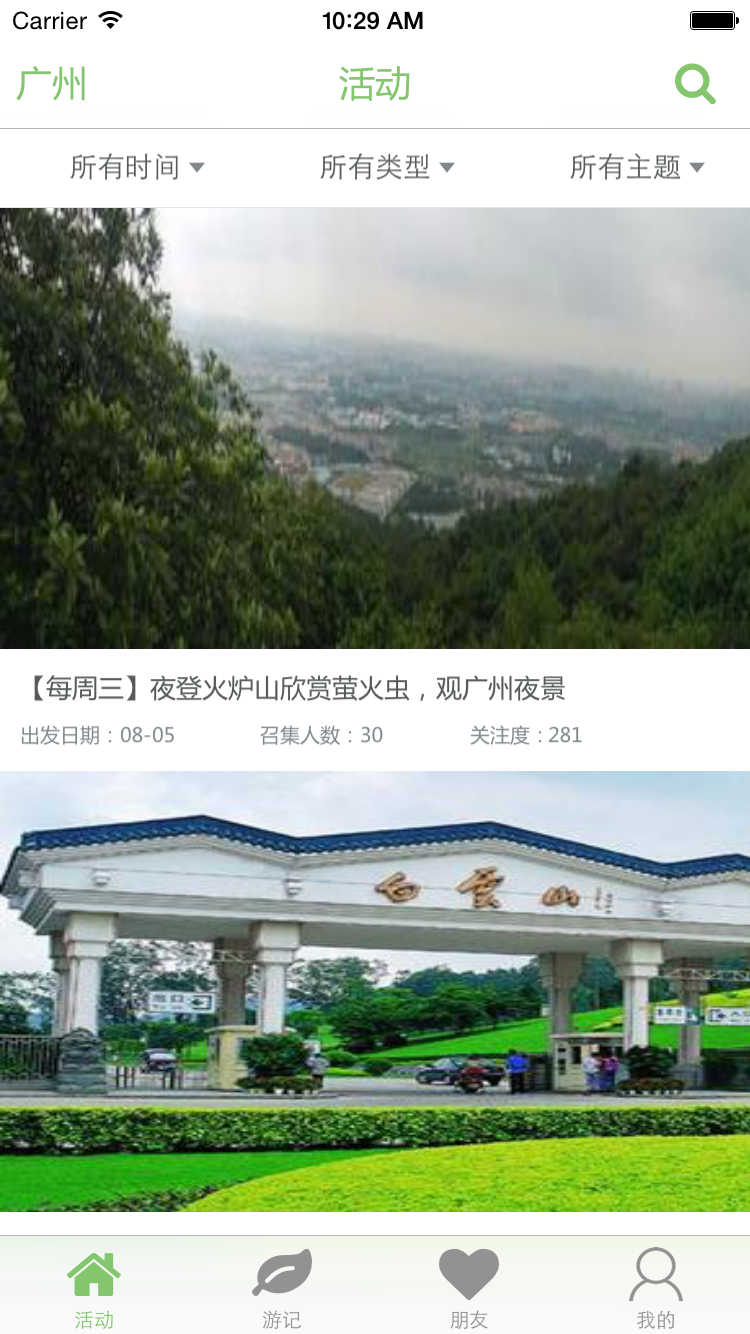 Carrier 10:29 AM
广州 活动
所有时间 所有类型 所有主题
【每周三】夜登火炉山欣赏萤火虫，观广州夜景
出发日期：08-05 召集人数：30 关注度：281
白云山
出口
活动 游记 朋友 我的